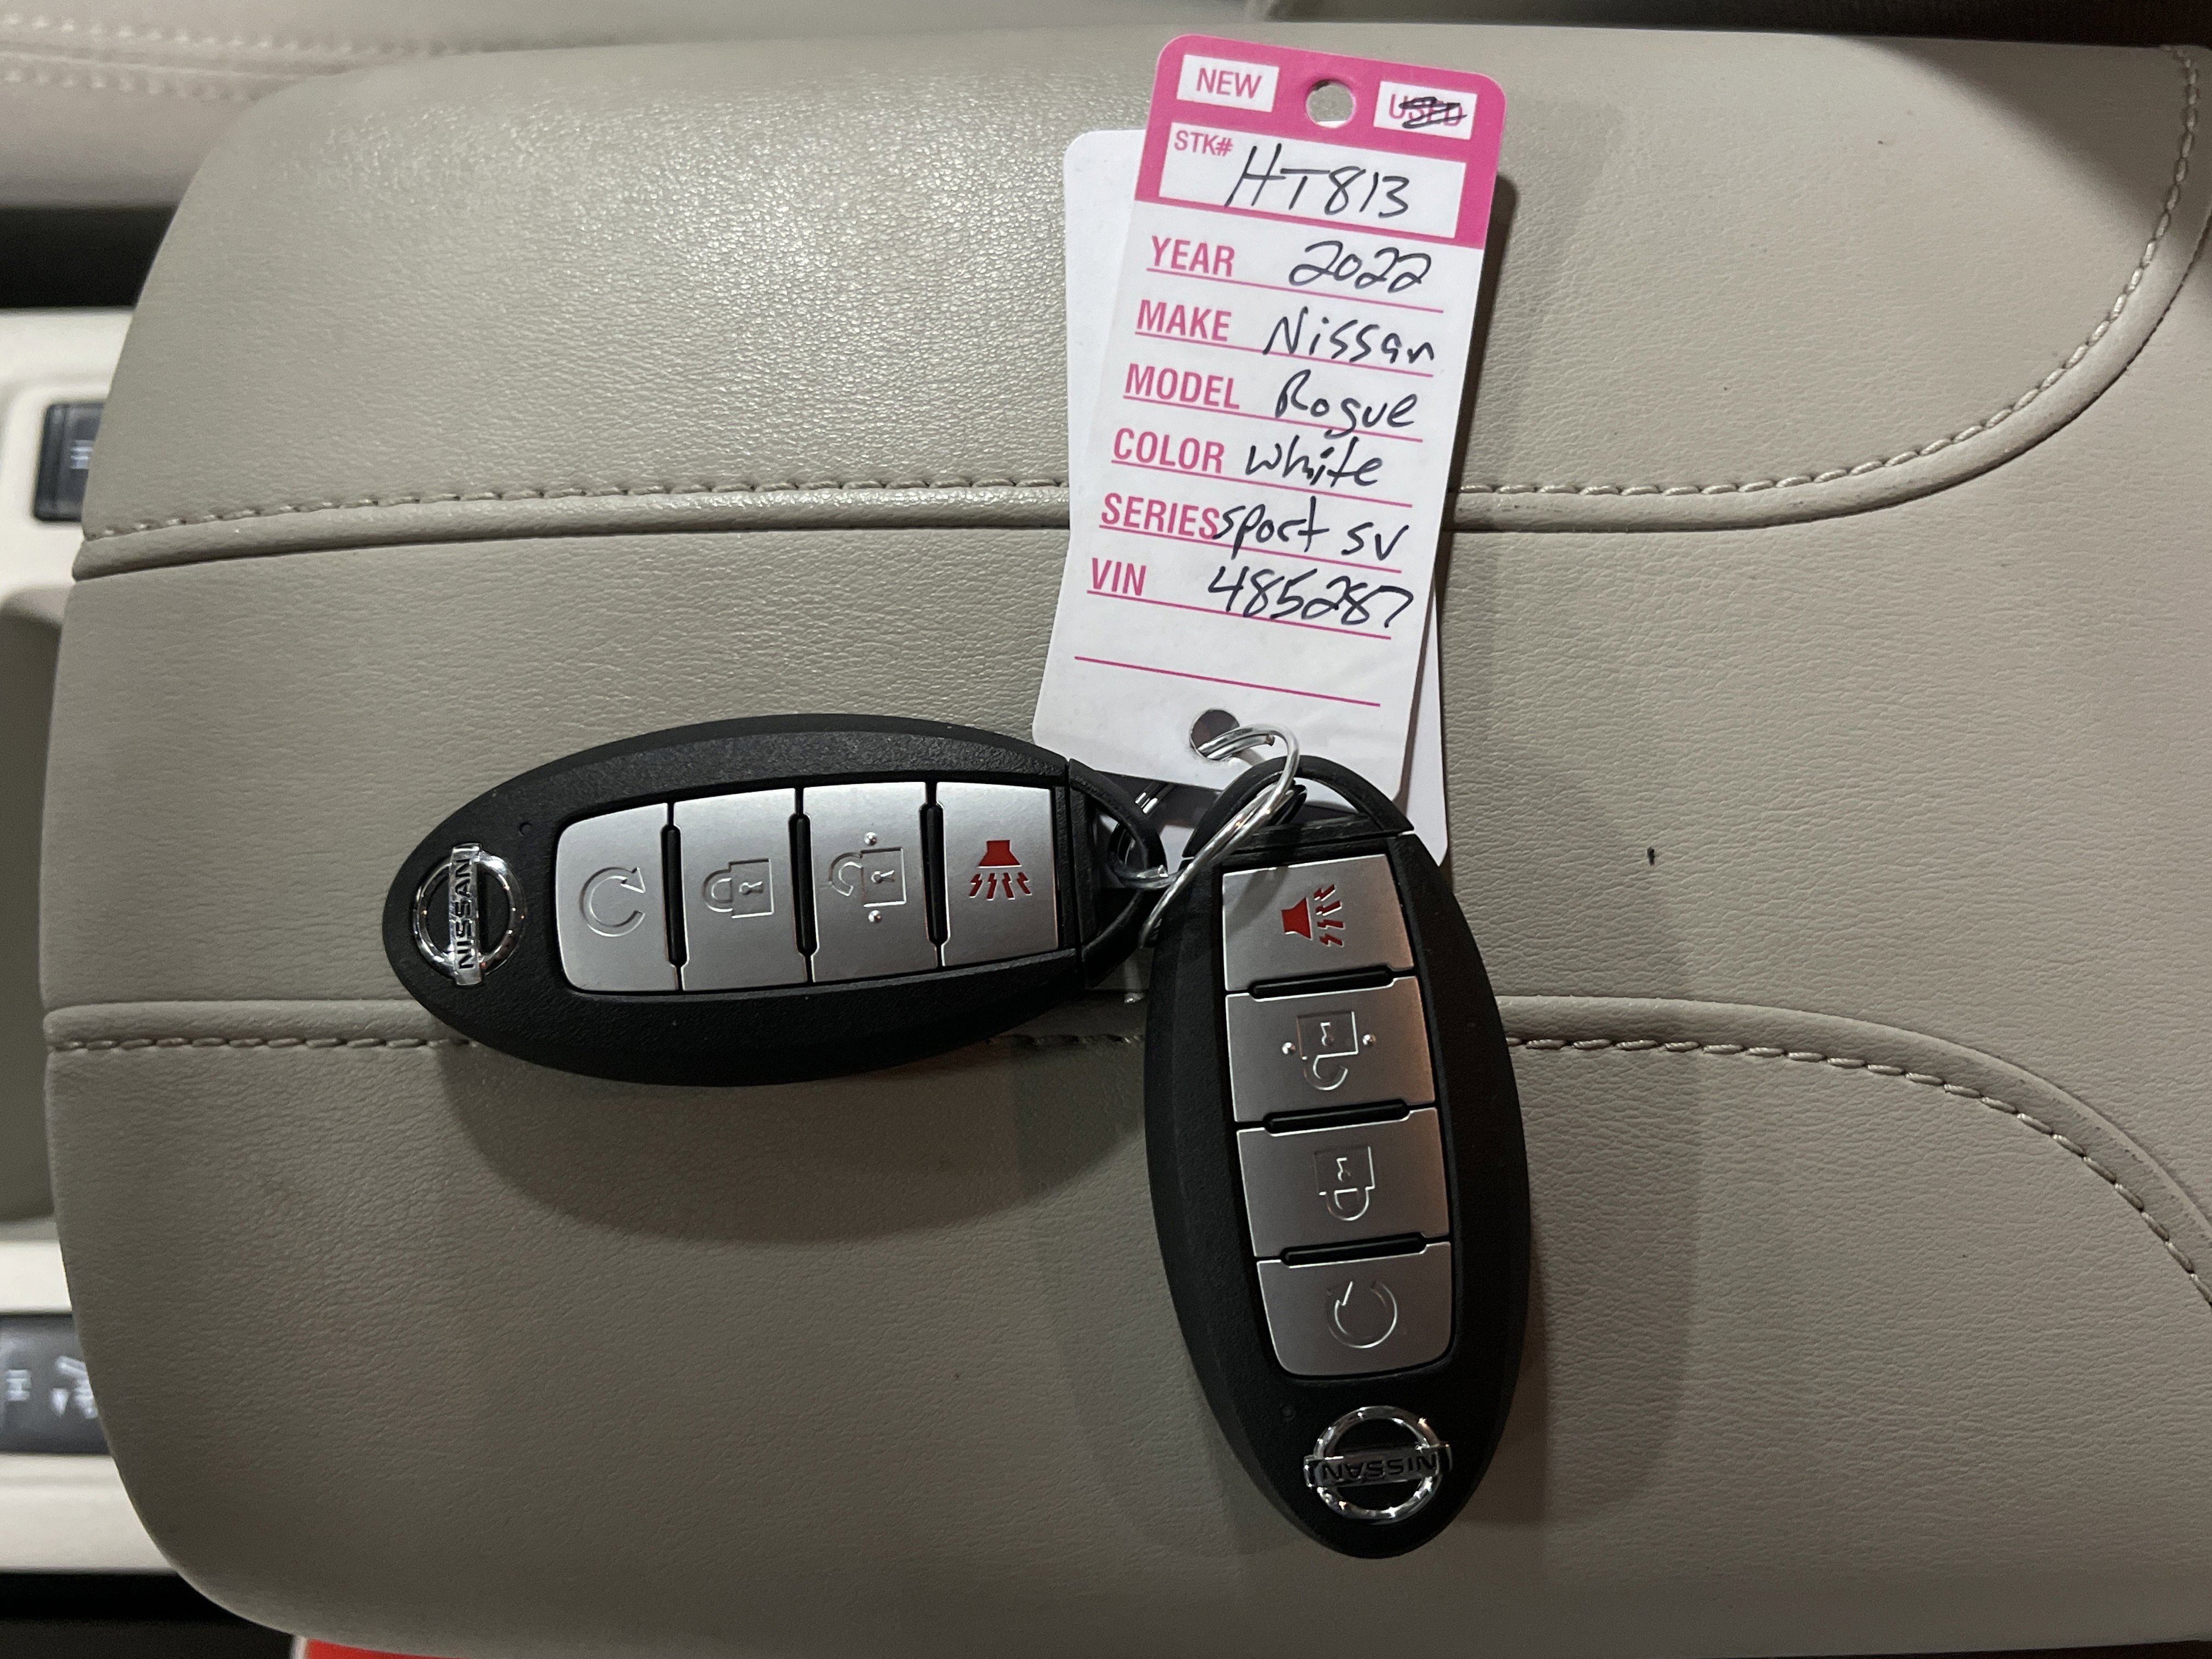 NEW USED
STK# HT813
YEAR 2022
MAKE Nissan
MODEL Rogue
COLOR white
SERIES sport SV
VIN 485287
NISSAN
NISSAN
HI